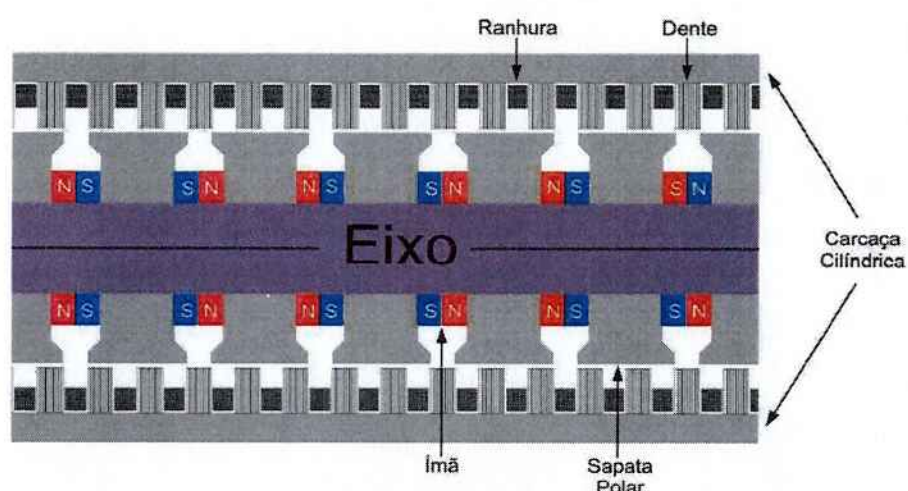 Ranhura Dente
N S S N N S S N N S S N
Eixo
Carcaça
Cilíndrica
N S S N N S S N N S S N
Ímã
Sapata
Polar